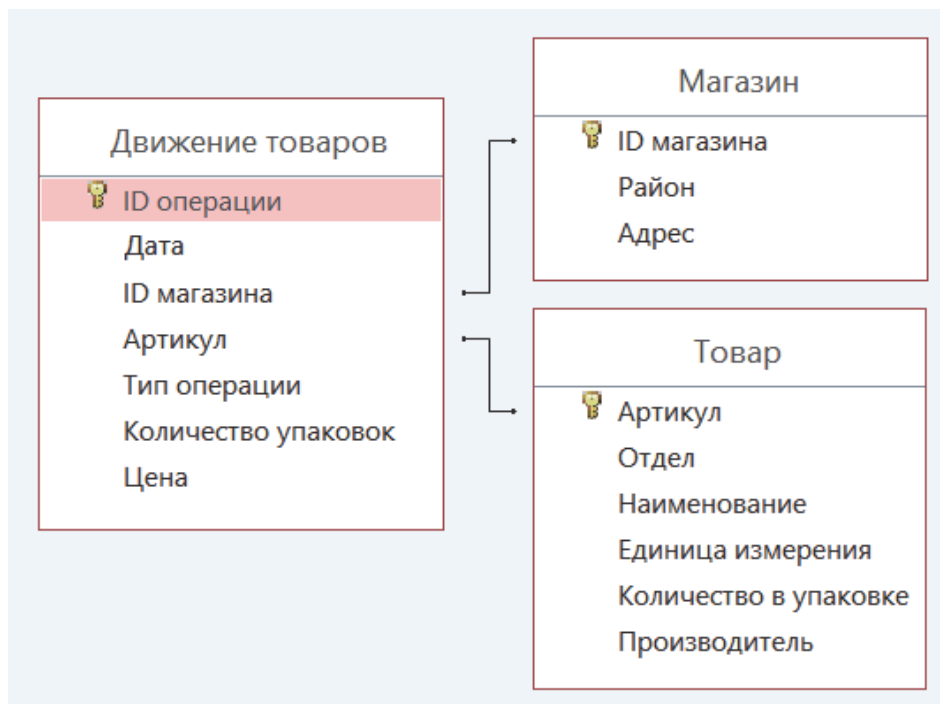 Движение товаров
ID операции
Дата
ID магазина
Артикул
Тип операции
Количество упаковок
Цена
Магазин
ID магазина
Район
Адрес
Товар
Артикул
Отдел
Наименование
Единица измерения
Количество в упаковке
Производитель